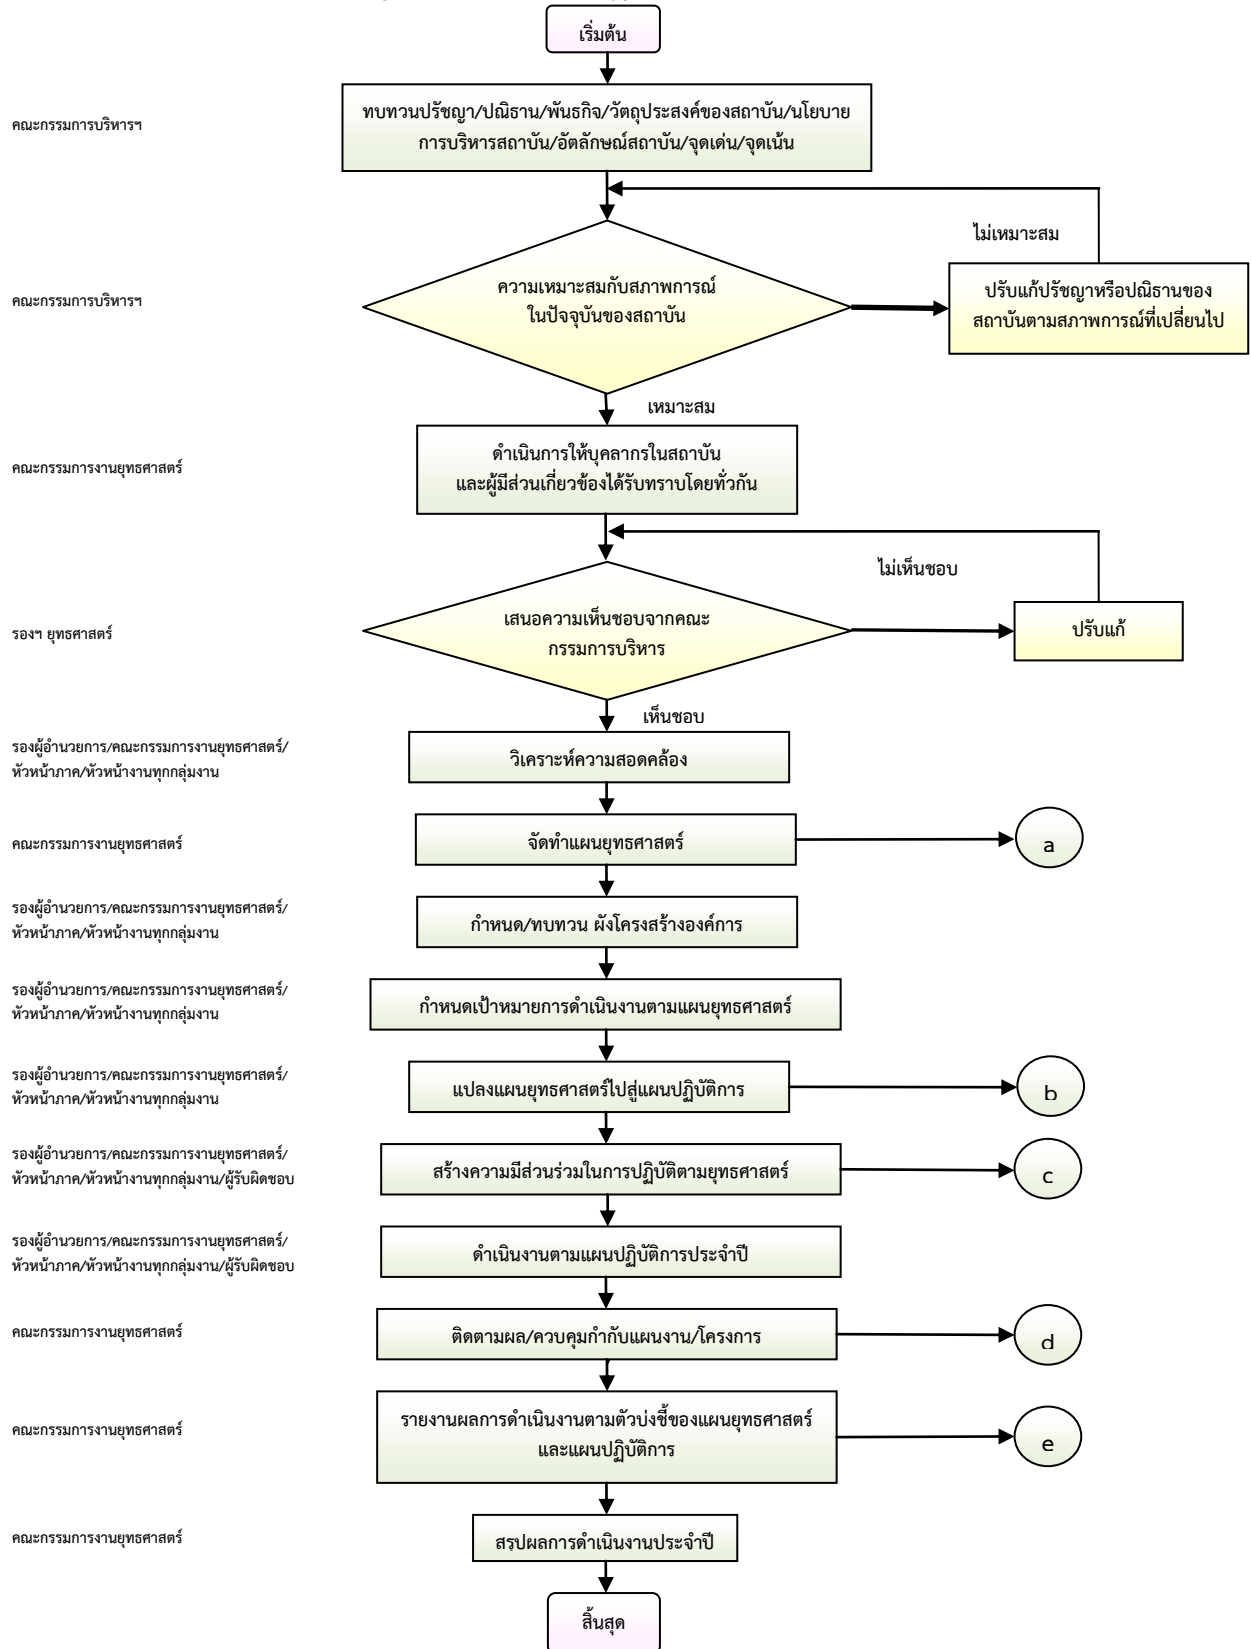 เริ่มต้น
คณะกรรมการบริหารฯ
ทบทวนปรัชญา/ปณิธาน/พันธกิจ/วัตถุประสงค์ของสถาบัน/นโยบาย
การบริหารสถาบัน/อัตลักษณ์สถาบัน/จุดเด่น/จุดเน้น
ไม่เหมาะสม
คณะกรรมการบริหารฯ
ความเหมาะสมกับสภาพการณ์
ในปัจจุบันของสถาบัน
ปรับแก้ปรัชญาหรือปณิธานของ
สถาบันตามสภาพการณ์ที่เปลี่ยนไป
เหมาะสม
คณะกรรมการงานยุทธศาสตร์
ดำเนินการให้บุคลากรในสถาบัน
และผู้มีส่วนเกี่ยวข้องได้รับทราบโดยทั่วกัน
ไม่เห็นชอบ
รองฯ ยุทธศาสตร์
เสนอความเห็นชอบจากคณะ
กรรมการบริหาร
ปรับแก้
เห็นชอบ
รองผู้อำนวยการ/คณะกรรมการงานยุทธศาสตร์/
หัวหน้าภาค/หัวหน้างานทุกกลุ่มงาน
วิเคราะห์ความสอดคล้อง
คณะกรรมการงานยุทธศาสตร์
จัดทำแผนยุทธศาสตร์
a
รองผู้อำนวยการ/คณะกรรมการงานยุทธศาสตร์/
หัวหน้าภาค/หัวหน้างานทุกกลุ่มงาน
กำหนด/ทบทวน ผังโครงสร้างองค์การ
รองผู้อำนวยการ/คณะกรรมการงานยุทธศาสตร์/
หัวหน้าภาค/หัวหน้างานทุกกลุ่มงาน
กำหนดเป้าหมายการดำเนินงานตามแผนยุทธศาสตร์
รองผู้อำนวยการ/คณะกรรมการงานยุทธศาสตร์/
หัวหน้าภาค/หัวหน้างานทุกกลุ่มงาน
แปลงแผนยุทธศาสตร์ไปสู่แผนปฏิบัติการ
b
รองผู้อำนวยการ/คณะกรรมการงานยุทธศาสตร์/
หัวหน้าภาค/หัวหน้างานทุกกลุ่มงาน/ผู้รับผิดชอบ
สร้างความมีส่วนร่วมในการปฏิบัติตามยุทธศาสตร์
c
รองผู้อำนวยการ/คณะกรรมการงานยุทธศาสตร์/
หัวหน้าภาค/หัวหน้างานทุกกลุ่มงาน/ผู้รับผิดชอบ
ดำเนินงานตามแผนปฏิบัติการประจำปี
คณะกรรมการงานยุทธศาสตร์
ติดตามผล/ควบคุมกำกับแผนงาน/โครงการ
d
คณะกรรมการงานยุทธศาสตร์
รายงานผลการดำเนินงานตามตัวบ่งชี้ของแผนยุทธศาสตร์
และแผนปฏิบัติการ
e
คณะกรรมการงานยุทธศาสตร์
สรุปผลการดำเนินงานประจำปี
สิ้นสุด